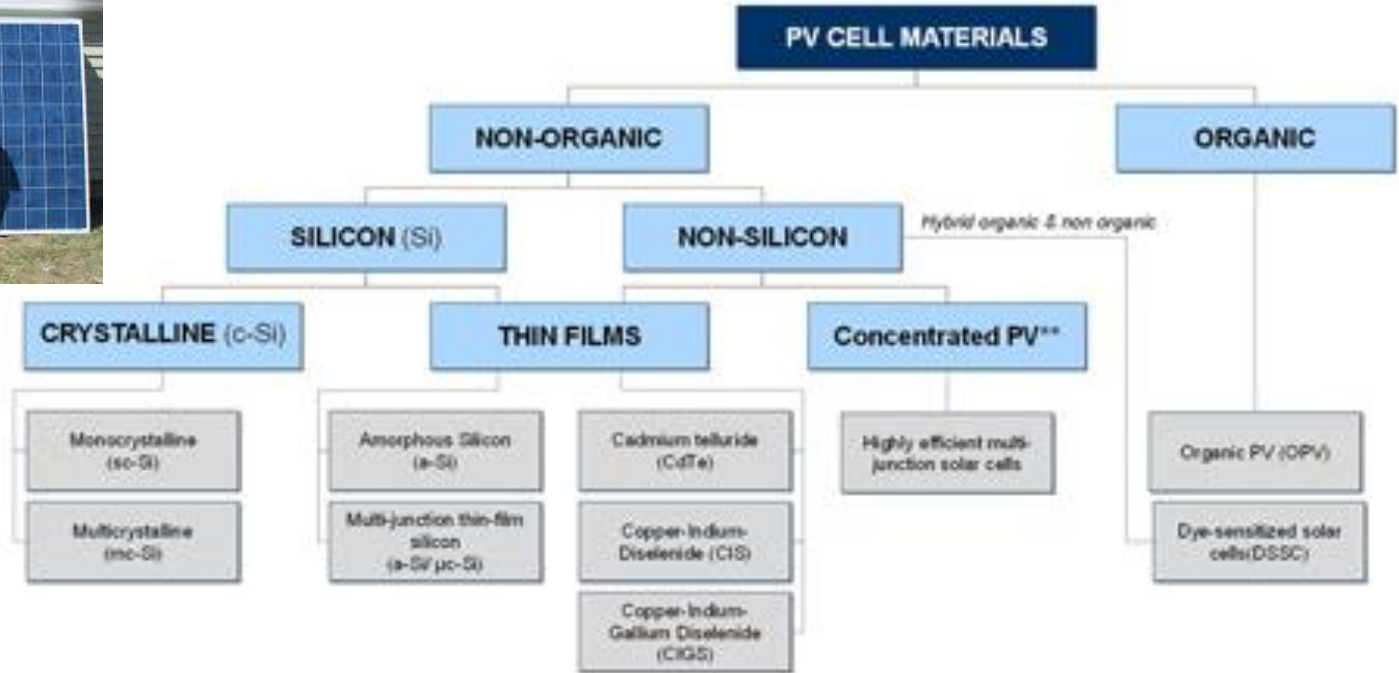 PV CELL MATERIALS
NON-ORGANIC
ORGANIC
SILICON (Si)
NON-SILICON
Hybrid organic & non organic
CRYSTALLINE (c-Si)
THIN FILMS
Concentrated PV**
Monocrystalline
(sc-Si)
Multicrystalline
(mc-Si)
Amorphous Silicon
(a-Si)
Multi-junction thin-film
silicon
(a-Si/ µc-Si)
Cadmium telluride
(CdTe)
Copper-Indium-
Diselenide (CIS)
Copper-Indium-
Gallium Diselenide
(CIGS)
Highly efficient multi-
junction solar cells
Organic PV (OPV)
Dye-sensitized solar
cells(DSSC)